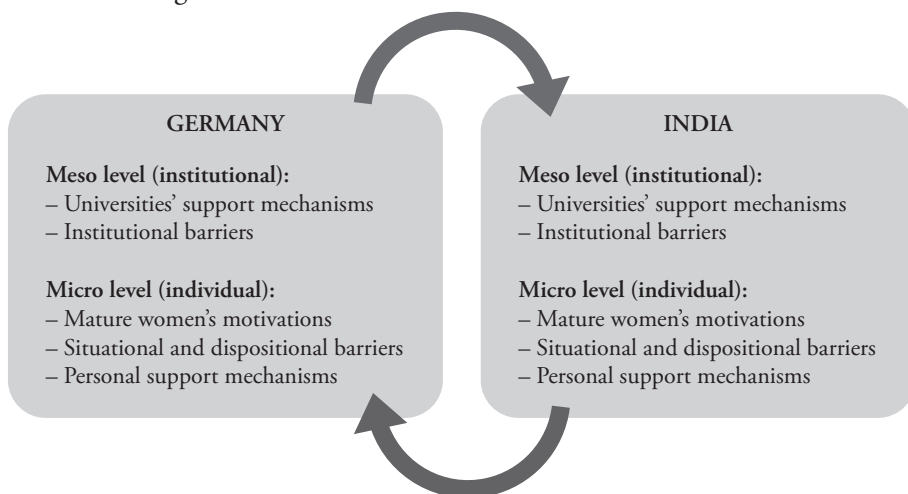 GERMANY
Meso level (institutional):
– Universities’ support mechanisms
– Institutional barriers
Micro level (individual):
– Mature women’s motivations
– Situational and dispositional barriers
– Personal support mechanisms
INDIA
Meso level (institutional):
– Universities’ support mechanisms
– Institutional barriers
Micro level (individual):
– Mature women’s motivations
– Situational and dispositional barriers
– Personal support mechanisms